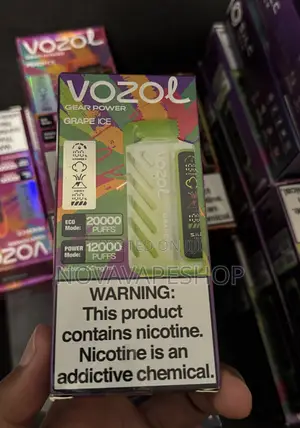 VOZOL
GEAR POWER
GRAPE ICE
ECO Mode: 20000 PUFFS
POWER Mode: 12000 PUFFS
NOVAVAPESHOP
WARNING:
This product
contains nicotine.
Nicotine is an
addictive chemical.
VOZOL